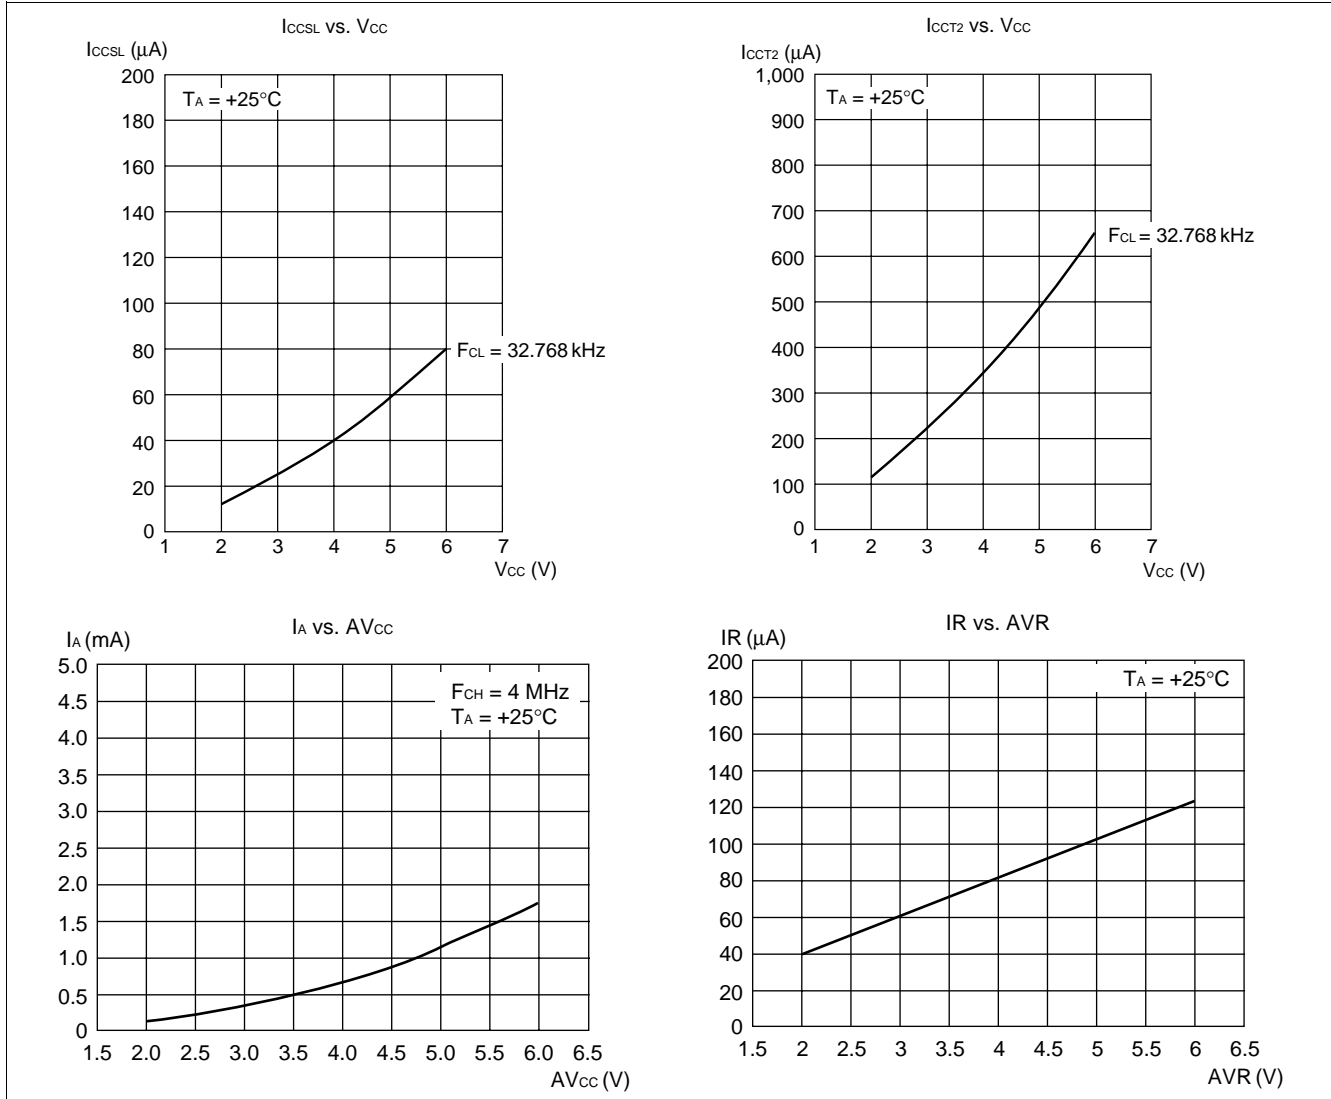 ICCSL vs. VCC
ICCSL (μA)
200
180
160
140
120
100
80
60
40
20
0
TA = +25°C
FCL = 32.768 kHz
1 2 3 4 5 6 7
VCC (V)
ICCT2 vs. VCC
ICCT2 (μA)
1,000
900
800
700
600
500
400
300
200
100
0
TA = +25°C
FCL = 32.768 kHz
1 2 3 4 5 6 7
VCC (V)
IA vs. AVCC
IA (mA)
5.0
4.5
4.0
3.5
3.0
2.5
2.0
1.5
1.0
0.5
0
FCH = 4 MHz
TA = +25°C
1.5 2.0 2.5 3.0 3.5 4.0 4.5 5.0 5.5 6.0 6.5
AVCC (V)
IR vs. AVR
IR (μA)
200
180
160
140
120
100
80
60
40
20
0
TA = +25°C
1.5 2 2.5 3 3.5 4 4.5 5 5.5 6 6.5
AVR (V)